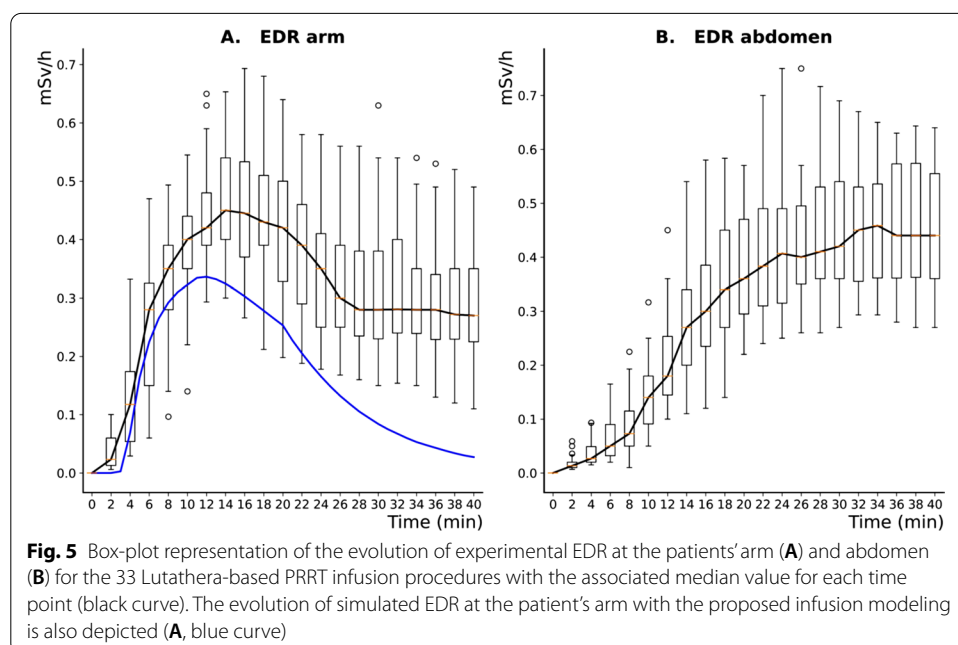 A. EDR arm
mSv/h
0.7
0.6
0.5
0.4
0.3
0.2
0.1
0.0
0 2 4 6 8 10 12 14 16 18 20 22 24 26 28 30 32 34 36 38 40
Time (min)
B. EDR abdomen
mSv/h
0.7
0.6
0.5
0.4
0.3
0.2
0.1
0.0
0 2 4 6 8 10 12 14 16 18 20 22 24 26 28 30 32 34 36 38 40
Time (min)
Fig. 5 Box-plot representation of the evolution of experimental EDR at the patients' arm (A) and abdomen
(B) for the 33 Lutathera-based PRRT infusion procedures with the associated median value for each time
point (black curve). The evolution of simulated EDR at the patient's arm with the proposed infusion modeling
is also depicted (A, blue curve)